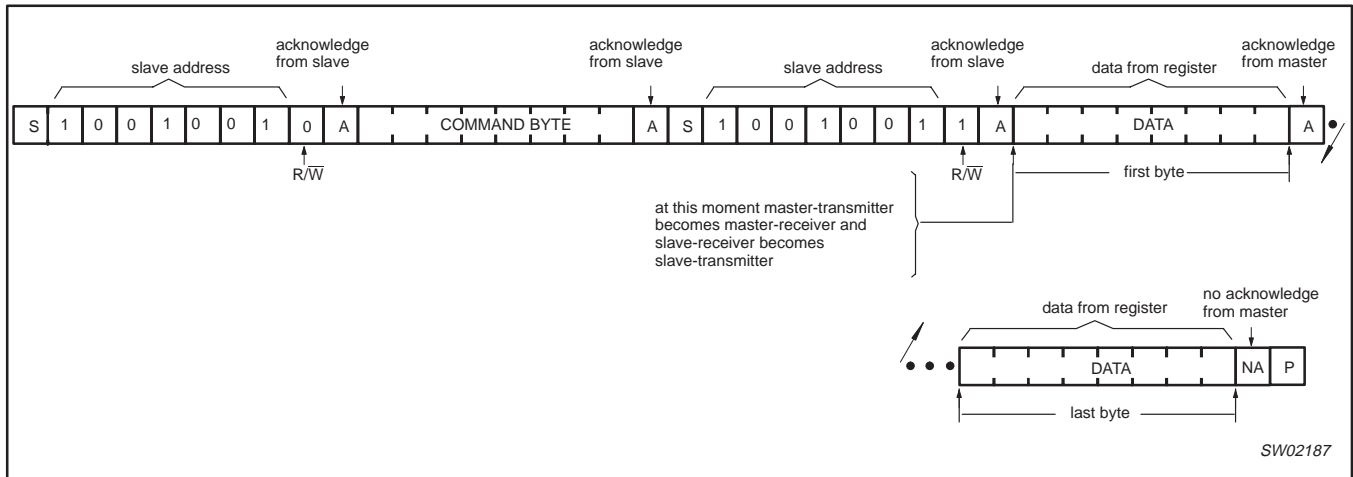 acknowledge
from slave
acknowledge
from slave
acknowledge
from slave
acknowledge
from master
slave address
slave address
data from register
S 1 0 0 1 0 0 1 0 A COMMAND BYTE A S 1 0 0 1 0 0 1 1 A DATA A
R/W̅
R/W̅
first byte
at this moment master-transmitter
becomes master-receiver and
slave-receiver becomes
slave-transmitter
data from register
no acknowledge
from master
DATA NA P
last byte
SW02187